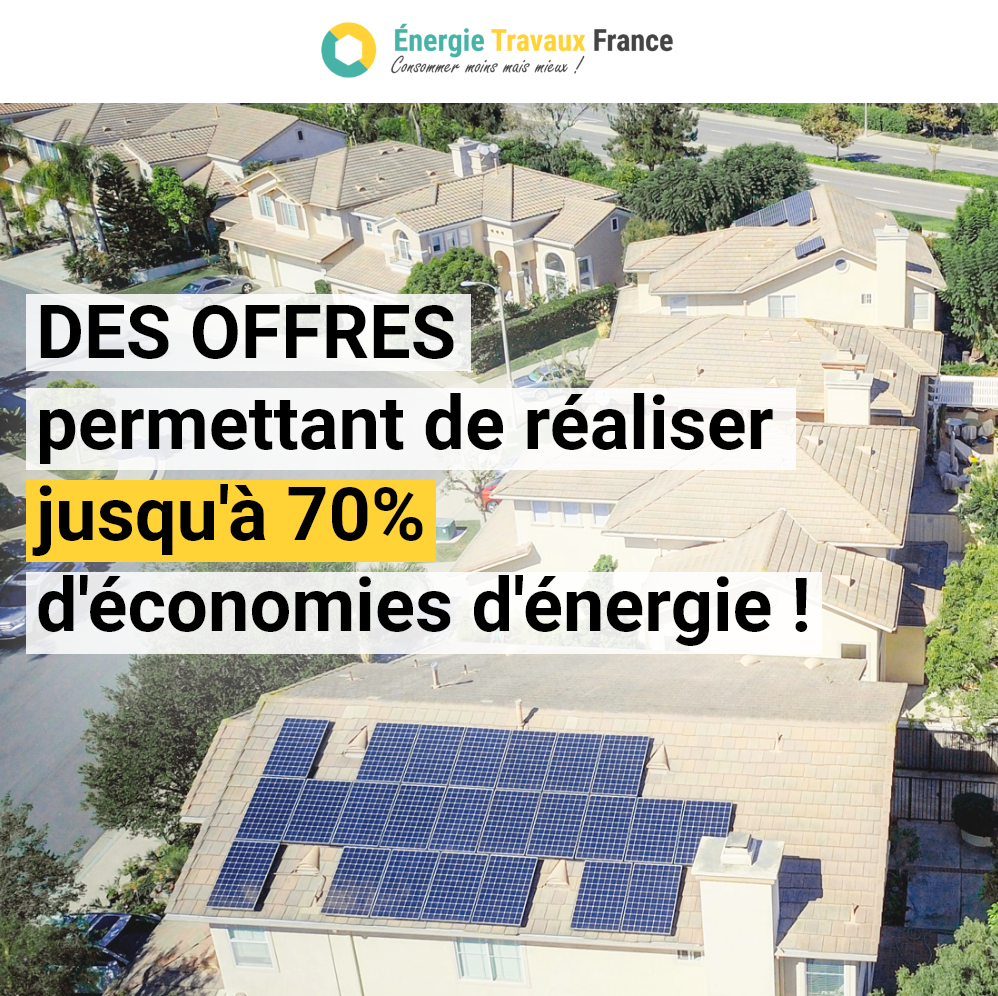 Énergie Travaux France
Consommer moins mais mieux !
DES OFFRES
permettant de réaliser
jusqu'à 70%
d'économies d'énergie !